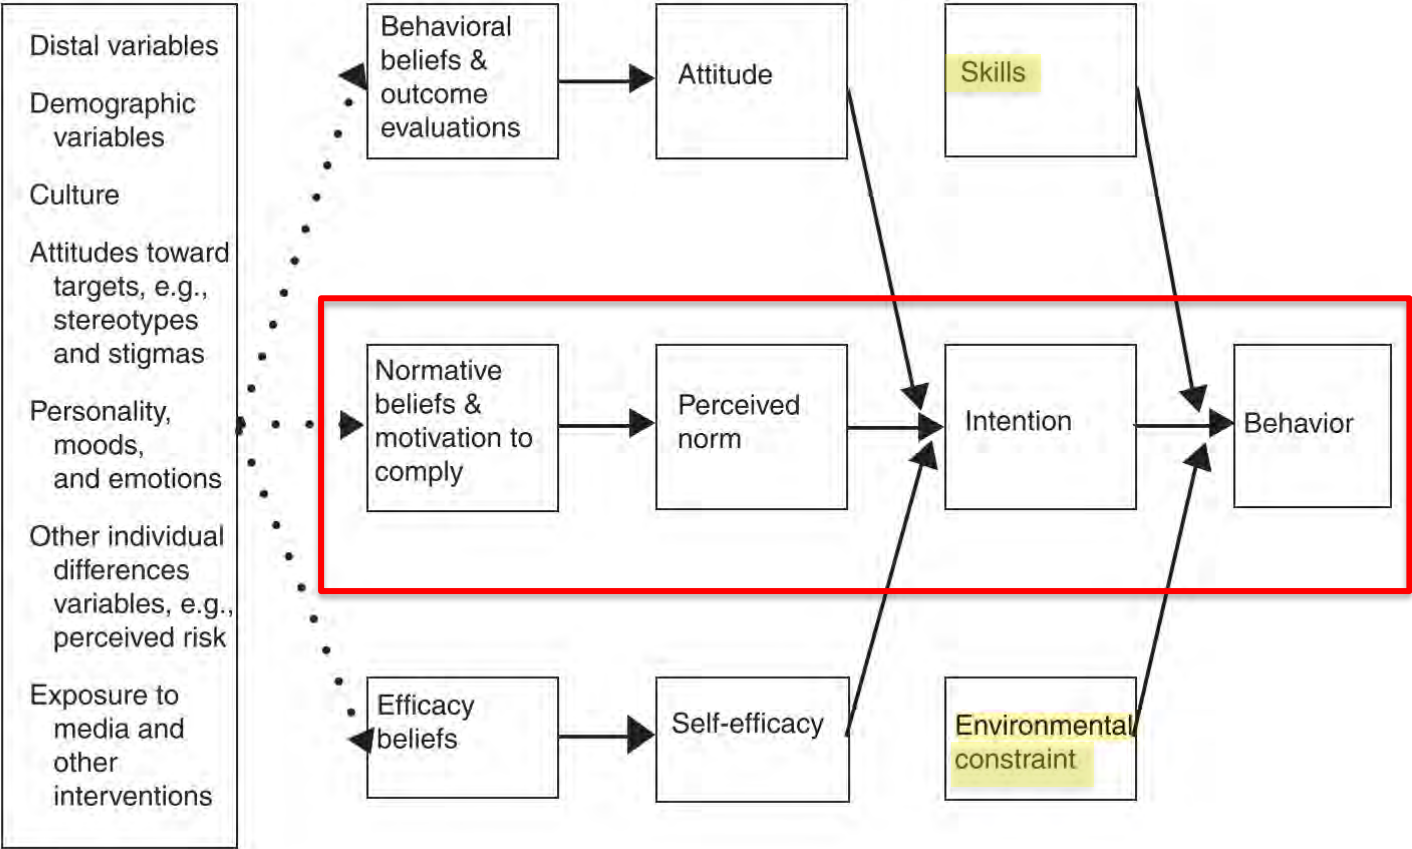 Distal variables
Demographic
variables
Culture
Attitudes toward
targets, e.g.,
stereotypes
and stigmas
Personality,
moods,
and emotions
Other individual
differences
variables, e.g.,
perceived risk
Exposure to
media and
other
interventions
Behavioral
beliefs &
outcome
evaluations
Attitude
Skills
Normative
beliefs &
motivation to
comply
Perceived
norm
Intention
Behavior
Efficacy
beliefs
Self-efficacy
Environmental
constraint